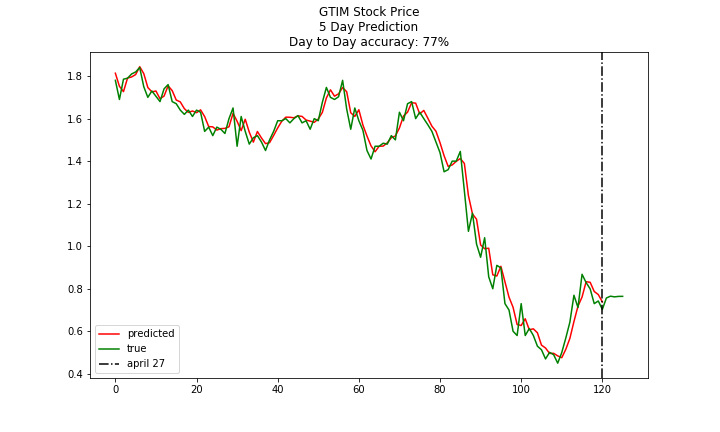 GTIM Stock Price
5 Day Prediction
Day to Day accuracy: 77%
1.8
1.6
1.4
1.2
1.0
0.8
0.6
0.4
predicted
true
april 27
0 20 40 60 80 100 120